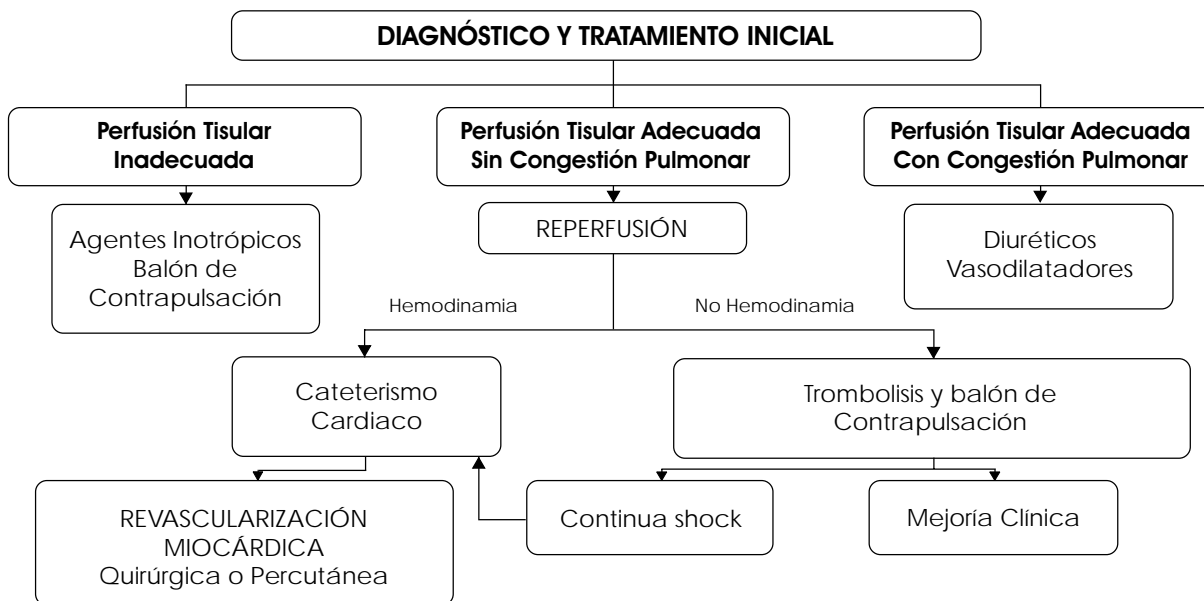 DIAGNÓSTICO Y TRATAMIENTO INICIAL
Perfusión Tisular
Inadecuada
Perfusión Tisular Adecuada
Sin Congestión Pulmonar
Perfusión Tisular Adecuada
Con Congestión Pulmonar
Agentes Inotrópicos
Balón de
Contrapulsación
REPERFUSIÓN
Diuréticos
Vasodilatadores
Hemodinamia
No Hemodinamia
Cateterismo
Cardiaco
Trombolisis y balón de
Contrapulsación
REVASCULARIZACIÓN
MIOCÁRDICA
Quirúrgica o Percutánea
Continua shock
Mejoría Clínica